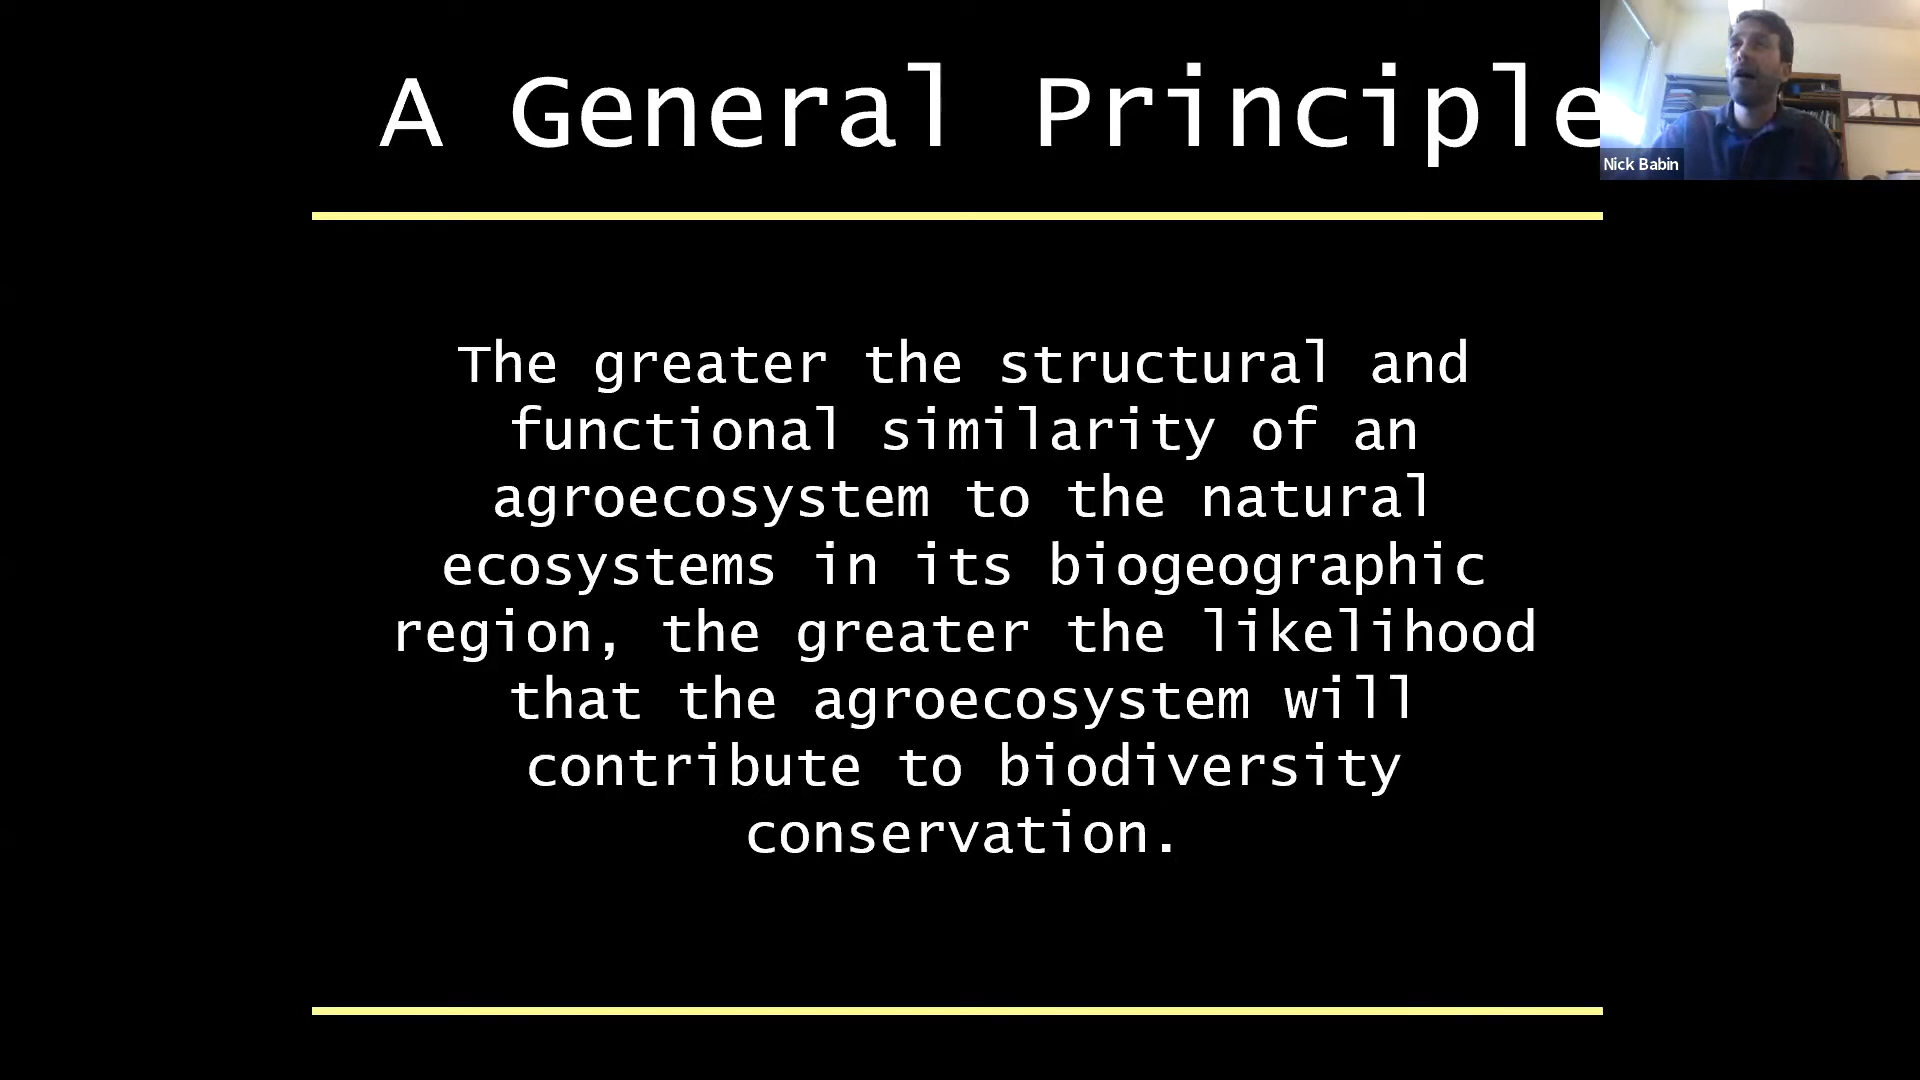 A General Principle
Nick Babin
The greater the structural and
functional similarity of an
agroecosystem to the natural
ecosystems in its biogeographic
region, the greater the likelihood
that the agroecosystem will
contribute to biodiversity
conservation.